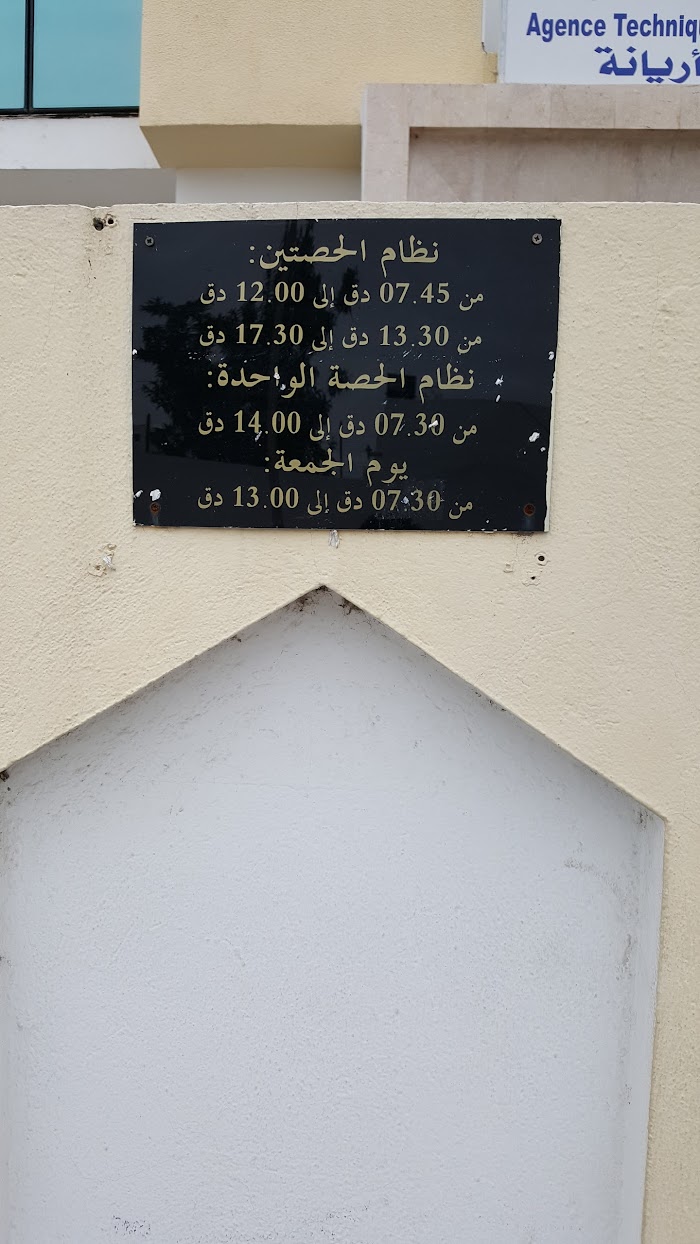 Agence Techniq
أريانة
نظام الحصتين:
من 07.45 دق إلى 12.00 دق
من 13.30 دق إلى 17.30 دق
نظام الحصة الواحدة:
من 07.30 دق إلى 14.00 دق
يوم الجمعة:
من 07.30 دق إلى 13.00 دق